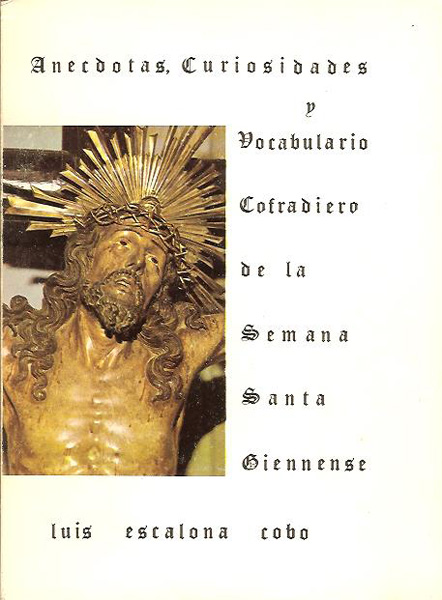 Anecdotas, Curiosidades
y
Vocabulario
Cofradiero
de la
Semana
Santa
Giennense
luis escalona cobo